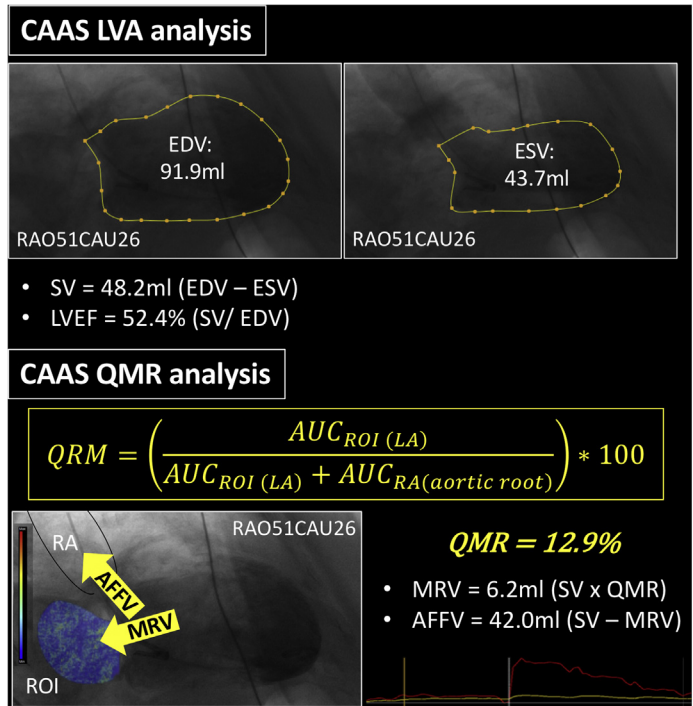 CAAS LVA analysis
EDV:
91.9ml
RAO51CAU26
ESV:
43.7ml
RAO51CAU26
• SV = 48.2ml (EDV – ESV)
• LVEF = 52.4% (SV/ EDV)
CAAS QMR analysis
QRM = (AUC_ROI (LA) / (AUC_ROI (LA) + AUC_RA(aortic root))) * 100
RAO51CAU26
RA
AFFV
MRV
ROI
QMR = 12.9%
• MRV = 6.2ml (SV x QMR)
• AFFV = 42.0ml (SV – MRV)